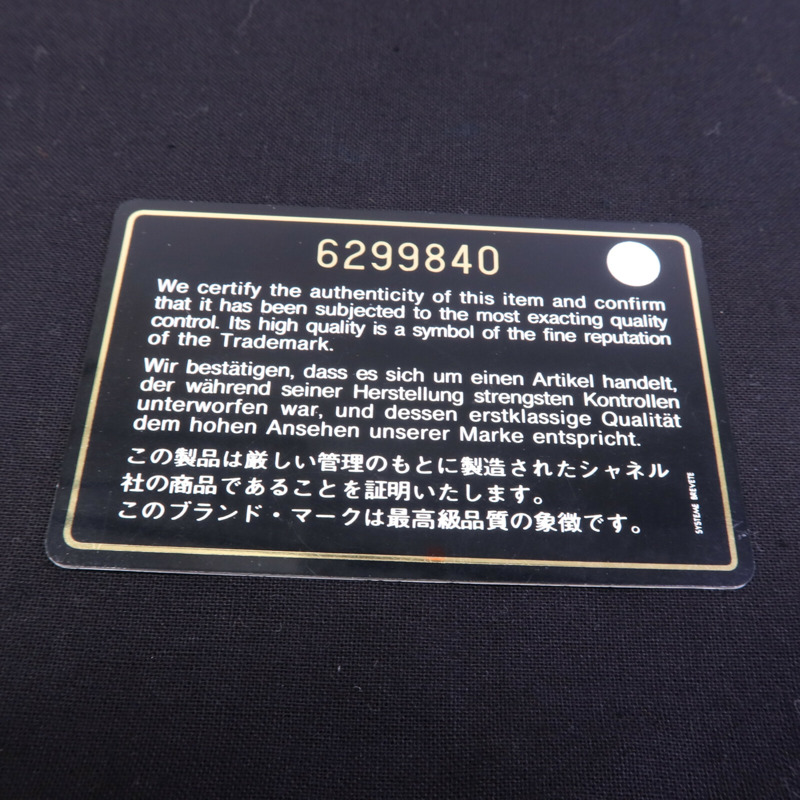 6299840
We certify the authenticity of this item and confirm
that it has been subjected to the most exacting quality
control. Its high quality is a symbol of the fine reputation
of the Trademark.
Wir bestätigen, dass es sich um einen Artikel handelt,
der während seiner Herstellung strengsten Kontrollen
unterworfen war, und dessen erstklassige Qualität
dem hohen Ansehen unserer Marke entspricht.
この製品は厳しい管理のもとに製造されたシャネル
社の商品であることを証明いたします。
このブランド・マークは最高級品質の象徴です。
SYSTEME BREVETE